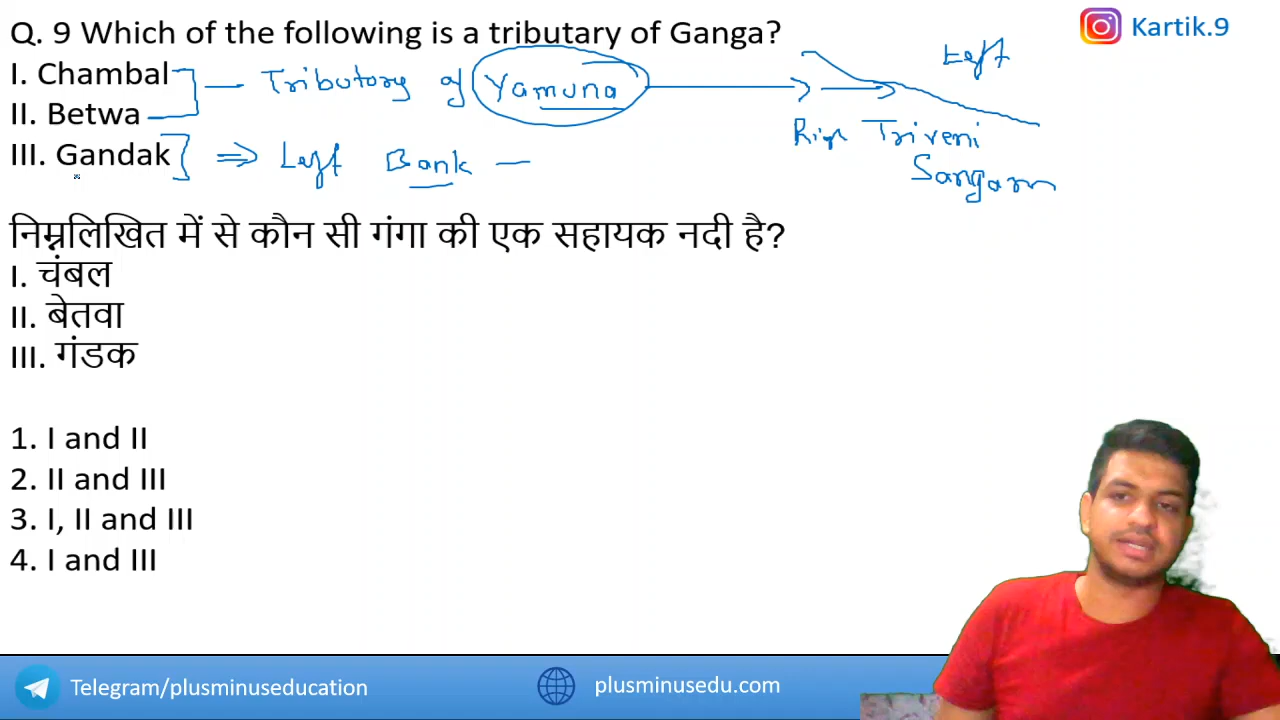 Q. 9 Which of the following is a tributary of Ganga?
Kartik.9
I. Chambal
II. Betwa
III. Gandak
Tributory of Yamuna
Left
Triveni
Sangam
⇒ Left Bank —
निम्नलिखित में से कौन सी गंगा की एक सहायक नदी है?
I. चंबल
II. बेतवा
III. गंडक
1. I and II
2. II and III
3. I, II and III
4. I and III
Telegram/plusminuseducation
plusminusedu.com